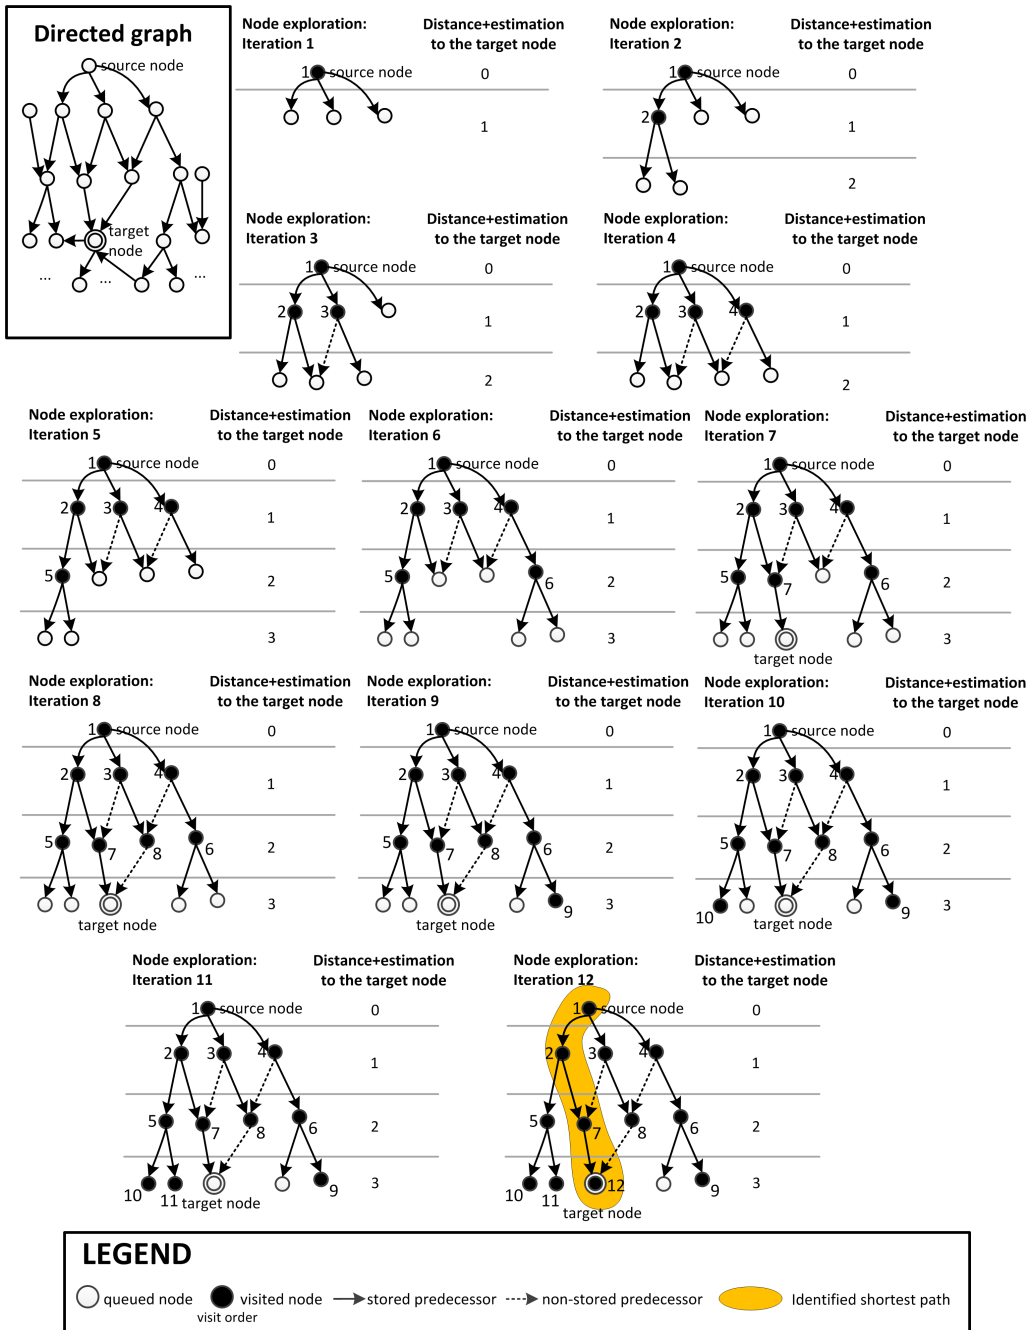 Directed graph
source node
target
node
...
...
...
Node exploration:
Iteration 1
Distance+estimation
to the target node
1
source node
0
1
Node exploration:
Iteration 2
Distance+estimation
to the target node
1
source node
0
2
1
2
Node exploration:
Iteration 3
Distance+estimation
to the target node
1
source node
0
2
3
1
2
Node exploration:
Iteration 4
Distance+estimation
to the target node
1
source node
0
2
3
4
1
2
Node exploration:
Iteration 5
Distance+estimation
to the target node
1
source node
0
2
3
4
1
5
2
3
Node exploration:
Iteration 6
Distance+estimation
to the target node
1
source node
0
2
3
4
1
5
6
2
3
Node exploration:
Iteration 7
Distance+estimation
to the target node
1
source node
0
2
3
4
1
5
7
6
2
3
target node
Node exploration:
Iteration 8
Distance+estimation
to the target node
1
source node
0
2
3
4
1
5
7
8
6
2
3
target node
Node exploration:
Iteration 9
Distance+estimation
to the target node
1
source node
0
2
3
4
1
5
7
8
6
2
9
3
target node
Node exploration:
Iteration 10
Distance+estimation
to the target node
1
source node
0
2
3
4
1
5
7
8
6
2
10
9
3
target node
Node exploration:
Iteration 11
Distance+estimation
to the target node
1
source node
0
2
3
4
1
5
7
8
6
2
10
11
9
3
target node
Node exploration:
Iteration 12
Distance+estimation
to the target node
1
source node
0
2
3
4
1
5
7
8
6
2
10
11
12
9
3
target node
LEGEND
queued node
visited node
visit order
stored predecessor
non-stored predecessor
Identified shortest path